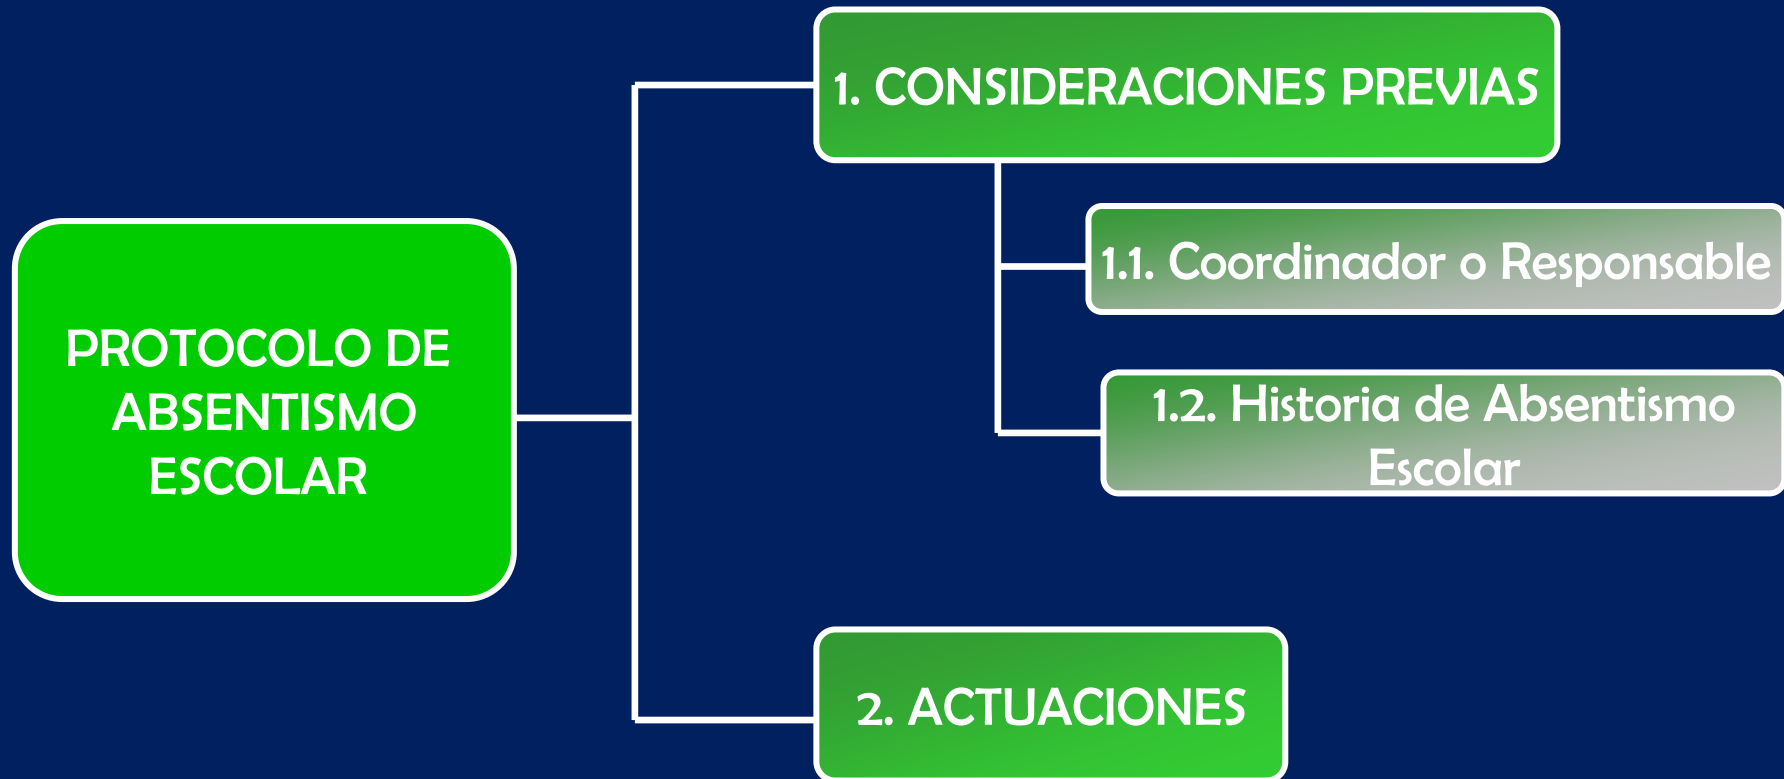 1. CONSIDERACIONES PREVIAS
1.1. Coordinador o Responsable
PROTOCOLO DE
ABSENTISMO
ESCOLAR
1.2. Historia de Absentismo
Escolar
2. ACTUACIONES